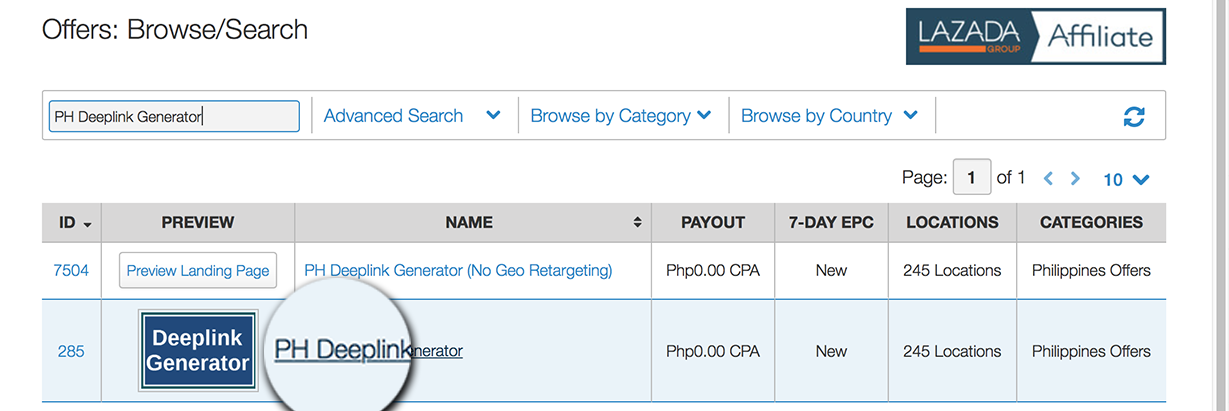 Offers: Browse/Search
LAZADA
GROUP
Affiliate
PH Deeplink Generator
Advanced Search
Browse by Category
Browse by Country
Page: 1 of 1
10
ID PREVIEW NAME PAYOUT 7-DAY EPC LOCATIONS CATEGORIES
7504 Preview Landing Page PH Deeplink Generator (No Geo Retargeting) Php0.00 CPA New 245 Locations Philippines Offers
285 Deeplink Generator PH Deeplink nerator Php0.00 CPA New 245 Locations Philippines Offers